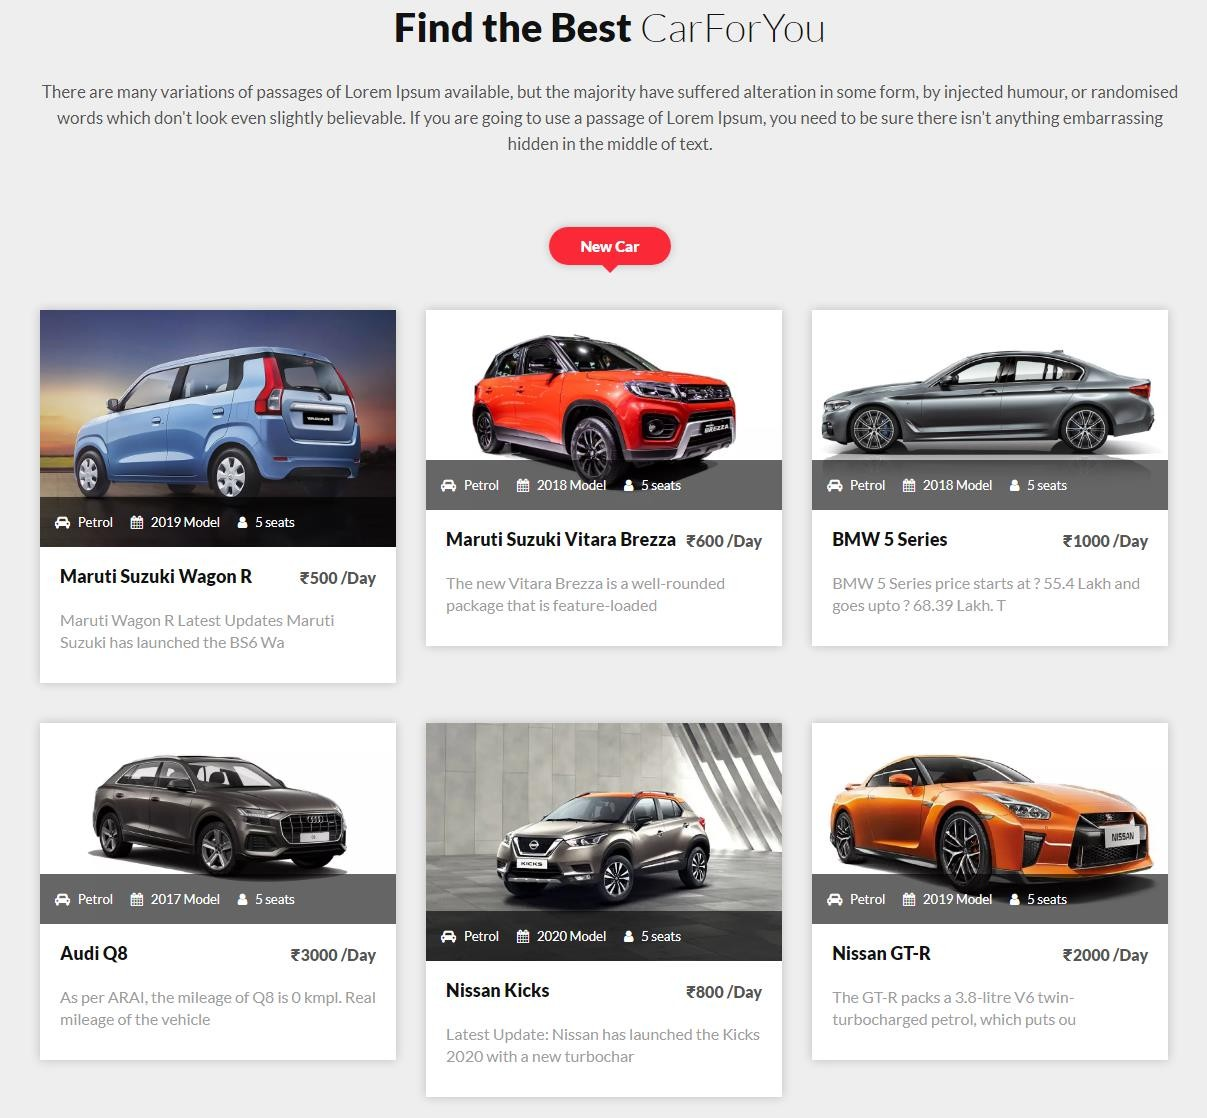 Find the Best CarForYou
There are many variations of passages of Lorem Ipsum available, but the majority have suffered alteration in some form, by injected humour, or randomised
words which don't look even slightly believable. If you are going to use a passage of Lorem Ipsum, you need to be sure there isn't anything embarrassing
hidden in the middle of text.
New Car
Petrol 2019 Model 5 seats
Maruti Suzuki Wagon R ₹500 /Day
Maruti Wagon R Latest Updates Maruti
Suzuki has launched the BS6 Wa
BREZZA
Petrol 2018 Model 5 seats
Maruti Suzuki Vitara Brezza ₹600 /Day
The new Vitara Brezza is a well-rounded
package that is feature-loaded
Petrol 2018 Model 5 seats
BMW 5 Series ₹1000 /Day
BMW 5 Series price starts at ? 55.4 Lakh and
goes upto ? 68.39 Lakh. T
Petrol 2017 Model 5 seats
Audi Q8 ₹3000 /Day
As per ARAI, the mileage of Q8 is 0 kmpl. Real
mileage of the vehicle
KICKS
Petrol 2020 Model 5 seats
Nissan Kicks ₹800 /Day
Latest Update: Nissan has launched the Kicks
2020 with a new turbochar
NISSAN
Petrol 2019 Model 5 seats
Nissan GT-R ₹2000 /Day
The GT-R packs a 3.8-litre V6 twin-
turbocharged petrol, which puts ou